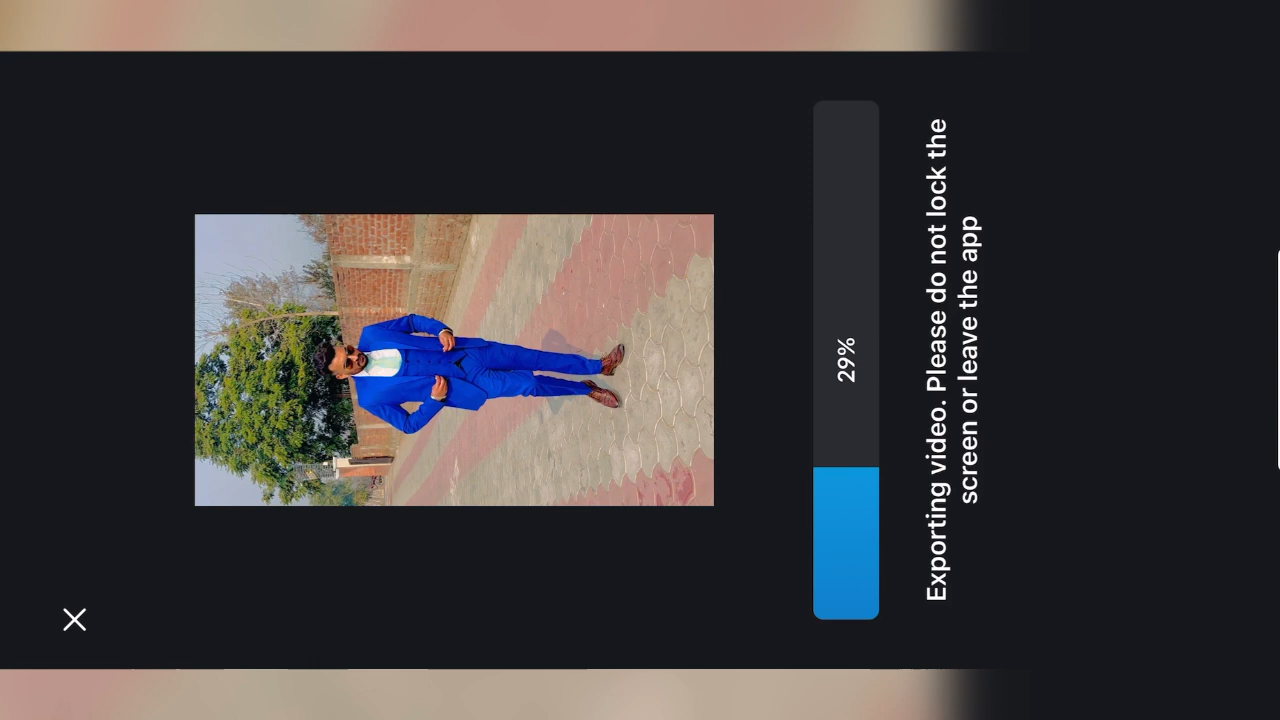 29%
Exporting video. Please do not lock the
screen or leave the app